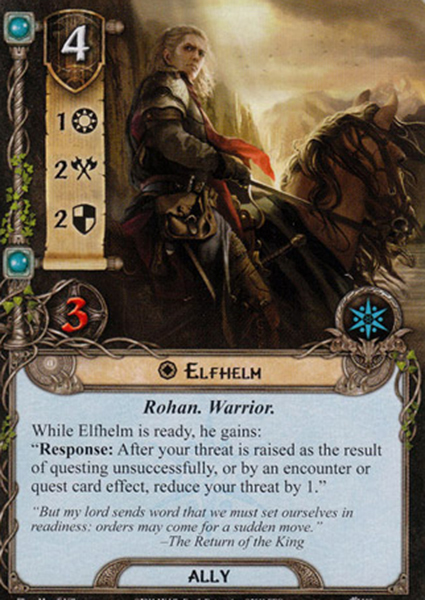 4
1
2
2
3
Elfhelm
Rohan. Warrior.
While Elfhelm is ready, he gains:
“Response: After your threat is raised as the result
of questing unsuccessfully, or by an encounter or
quest card effect, reduce your threat by 1.”
“But my lord sends word that we must set ourselves in
readiness: orders may come for a sudden move.”
–The Return of the King
ALLY